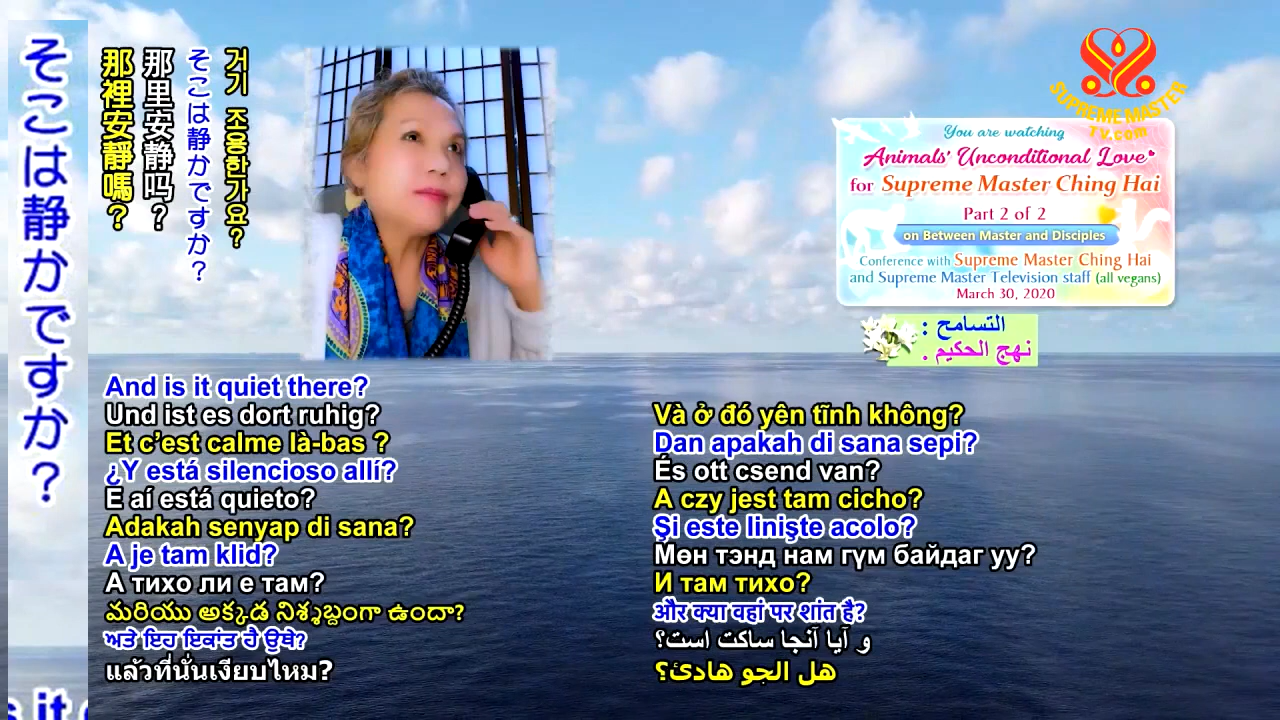 そこは静かですか？
s it
那裡安靜嗎？
那里安静吗？
そこは静かですか？
거기 조용한가요?
SUPREME MASTER
TV.com
You are watching
Animals' Unconditional Love
for Supreme Master Ching Hai
Part 2 of 2
on Between Master and Disciples
Conference with Supreme Master Ching Hai
and Supreme Master Television staff (all vegans)
March 30, 2020
التسامح :
نهج الحكيم .
And is it quiet there?
Und ist es dort ruhig?
Et c’est calme là-bas ?
¿Y está silencioso allí?
E aí está quieto?
Adakah senyap di sana?
A je tam klid?
А тихо ли е там?
మరియు అక్కడ నిశ్శబ్దంగా ఉందా?
ਅਤੇ ਇਹ ਇਕਾਂਤ ਹੈ ਉਥੇ?
แล้วที่นั่นเงียบไหม?
Và ở đó yên tĩnh không?
Dan apakah di sana sepi?
És ott csend van?
A czy jest tam cicho?
Şi este linişte acolo?
Мөн тэнд нам гүм байдаг уу?
И там тихо?
और क्या वहां पर शांत है?
و آیا آنجا ساکت است؟
هل الجو هادئ؟